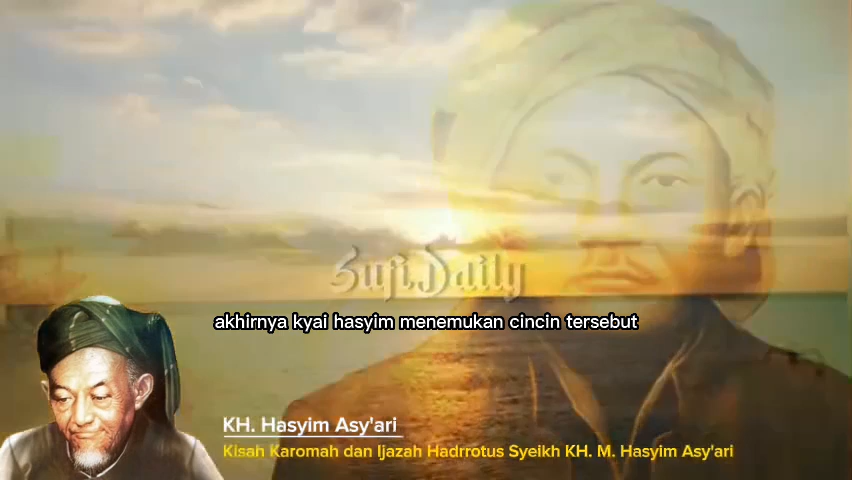 Sufi.Daily
akhirnya kyai hasyim menemukan cincin tersebut
KH. Hasyim Asy'ari
Kisah Karomah dan Ijazah Hadrrotus Syeikh KH. M. Hasyim Asy'ari